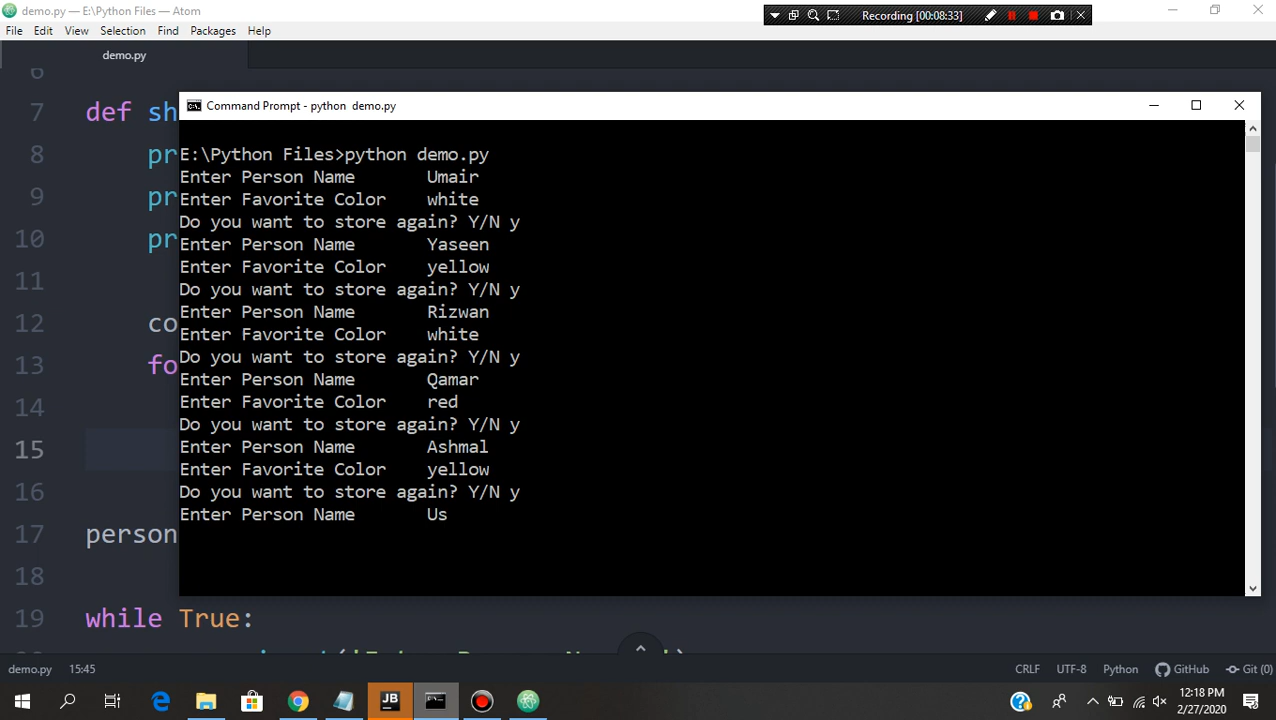 demo.py — E:\Python Files — Atom
Recording [00:08:33]
File Edit View Selection Find Packages Help
demo.py
6
7 def sh
8 pr
9 pr
10 pr
11
12 co
13 fo
14
15
16
17 person
18
19 while True:
Command Prompt - python demo.py
E:\Python Files>python demo.py
Enter Person Name Umair
Enter Favorite Color white
Do you want to store again? Y/N y
Enter Person Name Yaseen
Enter Favorite Color yellow
Do you want to store again? Y/N y
Enter Person Name Rizwan
Enter Favorite Color white
Do you want to store again? Y/N y
Enter Person Name Qamar
Enter Favorite Color red
Do you want to store again? Y/N y
Enter Person Name Ashmal
Enter Favorite Color yellow
Do you want to store again? Y/N y
Enter Person Name Us
demo.py 15:45 CRLF UTF-8 Python GitHub Git (0)
JB
12:18 PM
2/27/2020